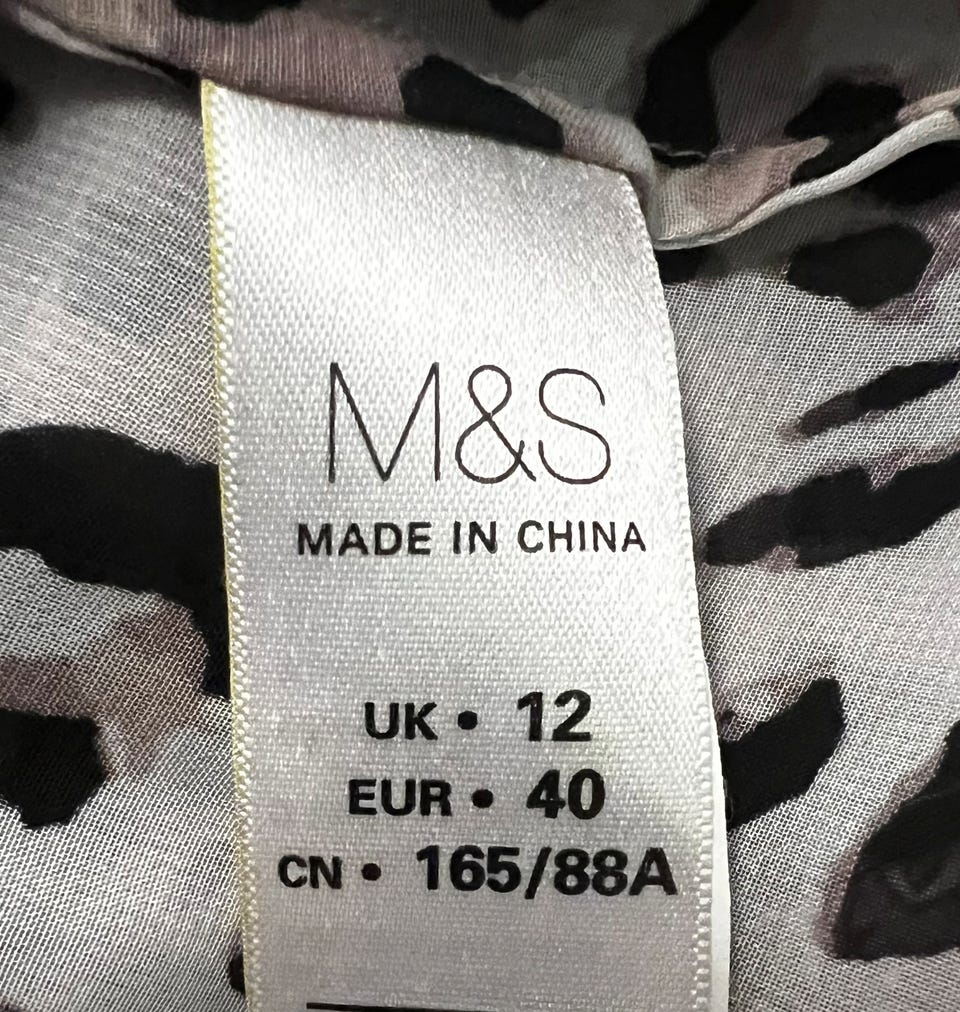 M&S
MADE IN CHINA
UK • 12
EUR • 40
CN • 165/88A